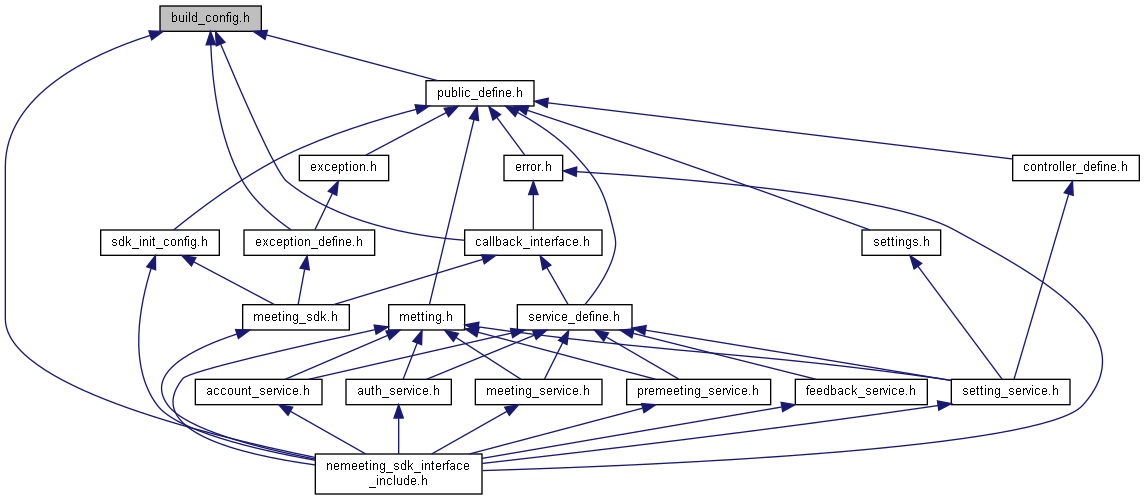 build_config.h
public_define.h
exception.h
error.h
controller_define.h
sdk_init_config.h
exception_define.h
callback_interface.h
settings.h
meeting_sdk.h
metting.h
service_define.h
account_service.h
auth_service.h
meeting_service.h
premeeting_service.h
feedback_service.h
setting_service.h
nemeeting_sdk_interface
_include.h